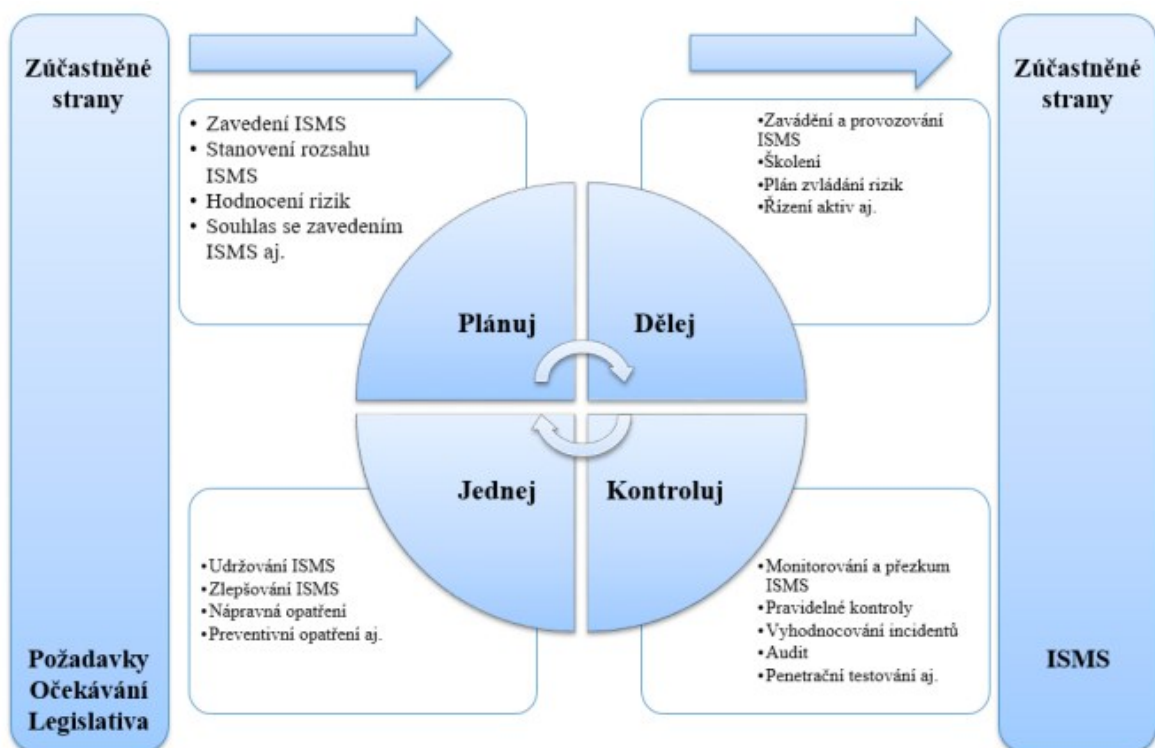 Zúčastněné
strany
Požadavky
Očekávání
Legislativa
• Zavedení ISMS
• Stanovení rozsahu
ISMS
• Hodnocení rizik
• Souhlas se zavedením
ISMS aj.
•Zavádění a provozování
ISMS
•Školení
•Plán zvládání rizik
•Řízení aktiv aj.
Plánuj
Dělej
Jednej
Kontroluj
•Udržování ISMS
•Zlepšování ISMS
•Nápravná opatření
•Preventivní opatření aj.
•Monitorování a přezkum
ISMS
•Pravidelné kontroly
•Vyhodnocování incidentů
•Audit
•Penetrační testování aj.
Zúčastněné
strany
ISMS